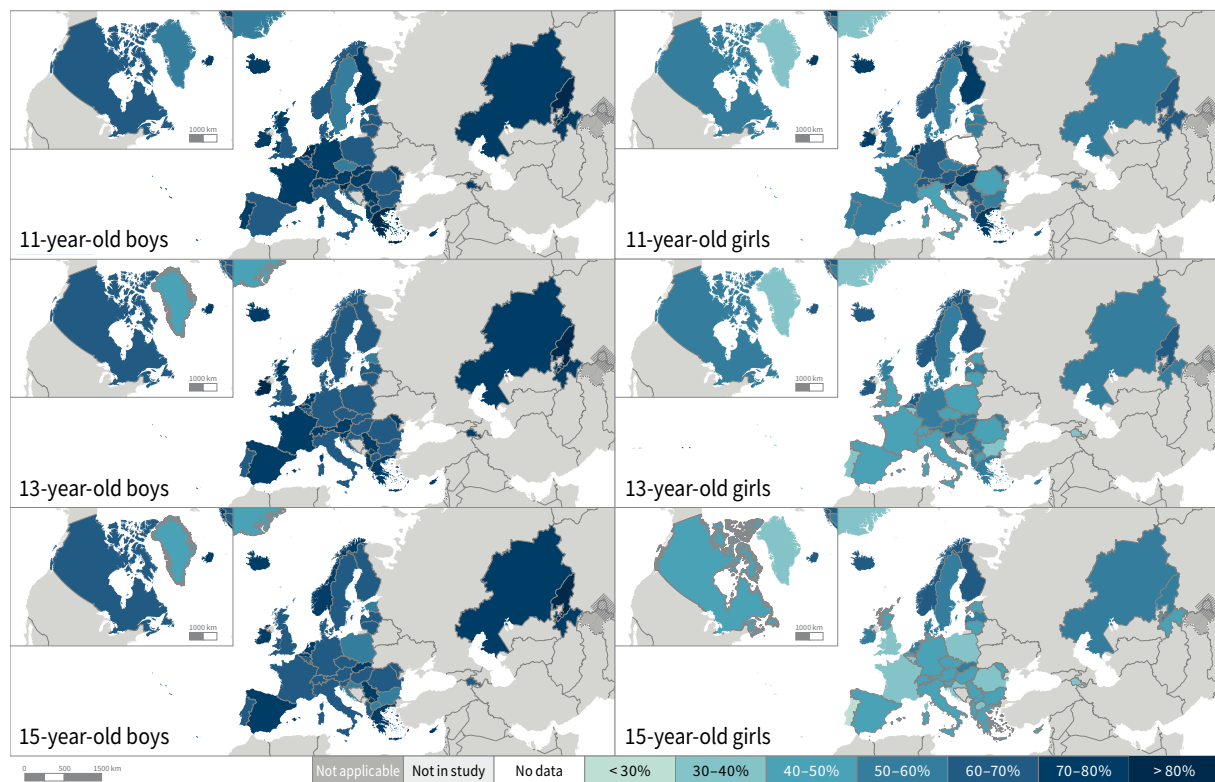 1000 km
11-year-old boys
1000 km
11-year-old girls
1000 km
13-year-old boys
1000 km
13-year-old girls
1000 km
15-year-old boys
1000 km
15-year-old girls
0 500 1500 km
Not applicable Not in study No data < 30% 30–40% 40–50% 50–60% 60–70% 70–80% > 80%